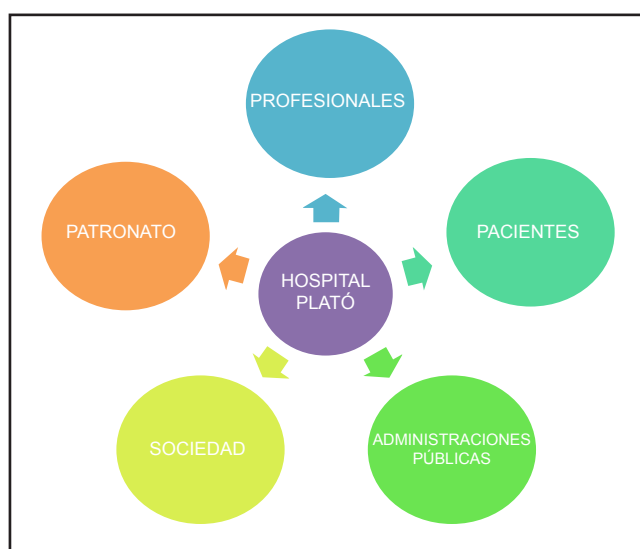 PROFESIONALES
PATRONATO
PACIENTES
HOSPITAL
PLATÓ
SOCIEDAD
ADMINISTRACIONES
PÚBLICAS